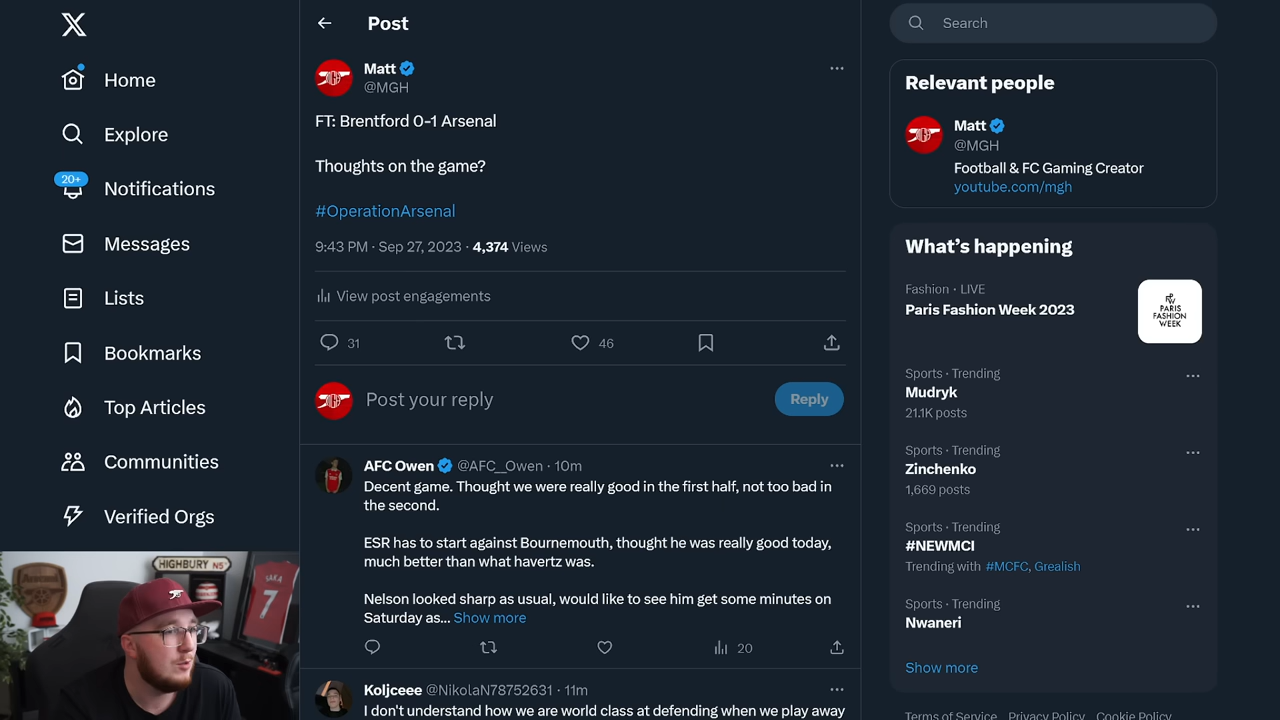 Home
Explore
20+
Notifications
Messages
Lists
Bookmarks
Top Articles
Communities
Verified Orgs
HIGHBURY N5
SAKA
7
Post
Matt
@MGH
FT: Brentford 0-1 Arsenal
Thoughts on the game?
#OperationArsenal
9:43 PM · Sep 27, 2023 · 4,374 Views
View post engagements
31
46
Post your reply
Reply
AFC Owen @AFC__Owen · 10m
Decent game. Thought we were really good in the first half, not too bad in
the second.
ESR has to start against Bournemouth, thought he was really good today,
much better than what havertz was.
Nelson looked sharp as usual, would like to see him get some minutes on
Saturday as... Show more
20
Koljceee @NikolaN78752631 · 11m
I don't understand how we are world class at defending when we play away
Search
Relevant people
Matt
@MGH
Football & FC Gaming Creator
youtube.com/mgh
What's happening
Fashion · LIVE
Paris Fashion Week 2023
PARIS
FASHION
WEEK
Sports · Trending
Mudryk
21.1K posts
Sports · Trending
Zinchenko
1,669 posts
Sports · Trending
#NEWMCI
Trending with #MCFC, Grealish
Sports · Trending
Nwaneri
Show more
Terms of Service Privacy Policy Cookie Policy